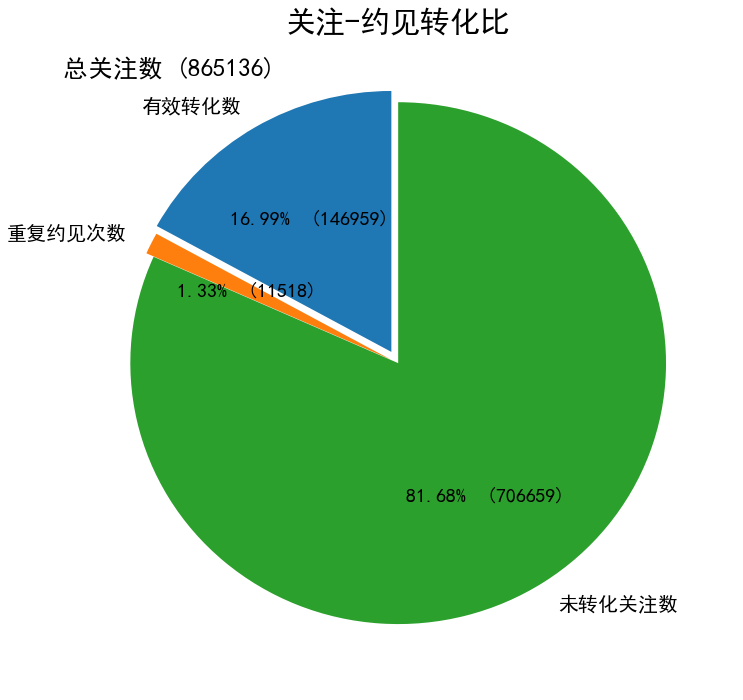 关注-约见转化比
总关注数 (865136)
有效转化数
16.99% (146959)
重复约见次数
1.33% (11518)
81.68% (706659)
未转化关注数